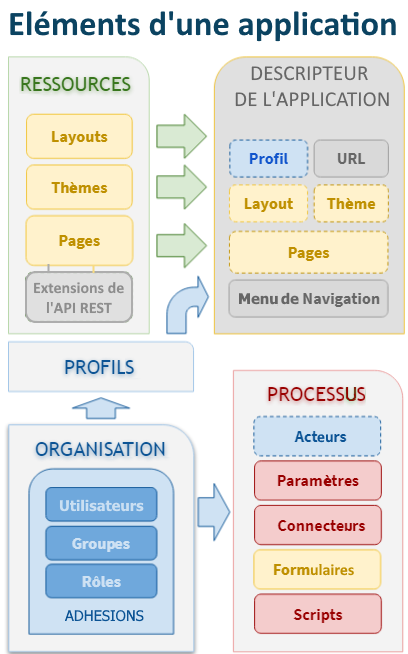 Eléments d'une application
RESSOURCES
Layouts
Thèmes
Pages
Extensions de
l'API REST
DESCRIPTEUR
DE L'APPLICATION
Profil
URL
Layout
Thème
Pages
Menu de Navigation
PROFILS
ORGANISATION
Utilisateurs
Groupes
Rôles
ADHESIONS
PROCESSUS
Acteurs
Paramètres
Connecteurs
Formulaires
Scripts